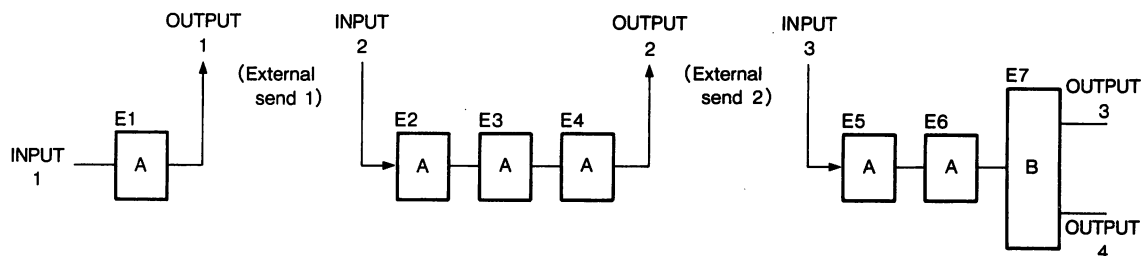 INPUT
1
E1
A
OUTPUT
1
(External
send 1)
INPUT
2
E2
A
E3
A
E4
A
OUTPUT
2
(External
send 2)
INPUT
3
E5
A
E6
A
E7
B
OUTPUT
3
OUTPUT
4